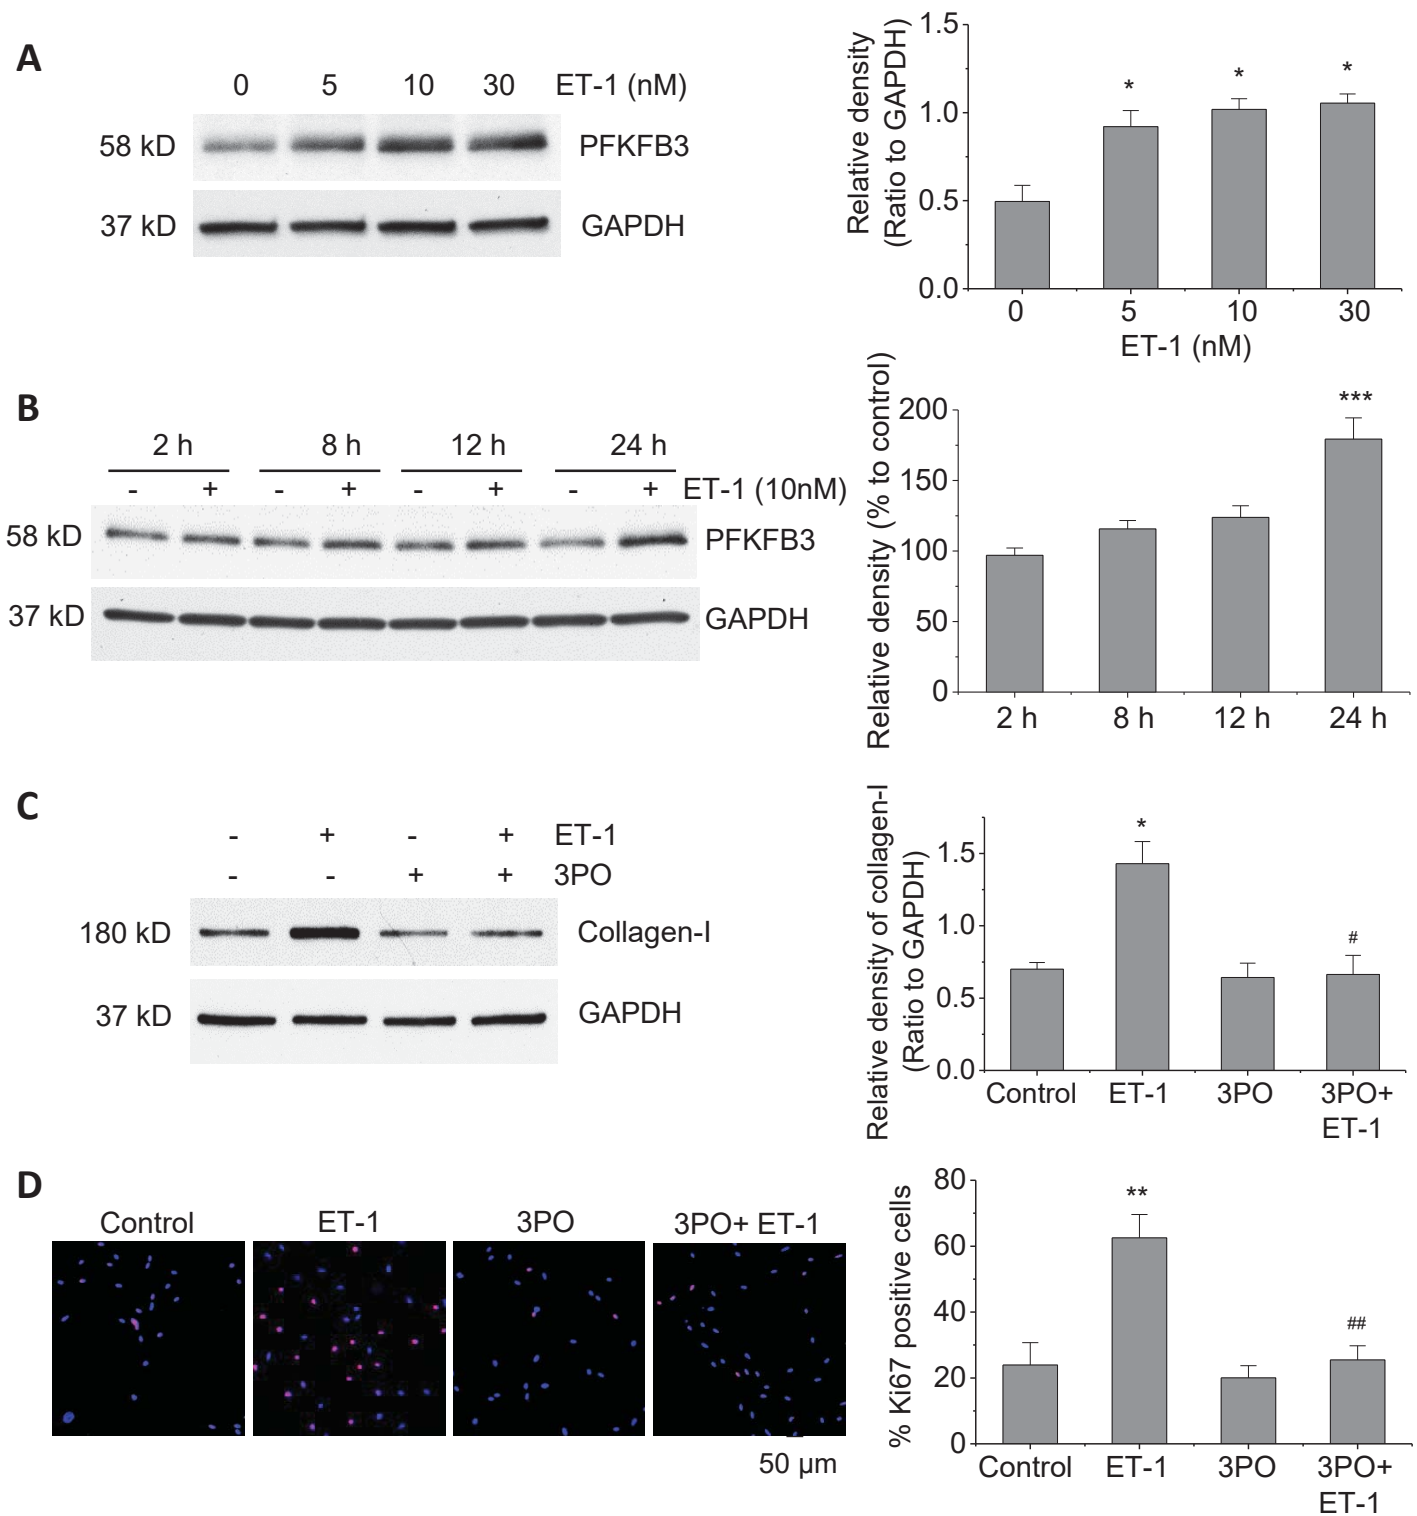 A
0 5 10 30 ET-1 (nM)
58 kD PFKFB3
37 kD GAPDH
Relative density
(Ratio to GAPDH)
1.5
1.0
0.5
0.0
* * *
0 5 10 30
ET-1 (nM)
B
2 h 8 h 12 h 24 h
- + - + - + - + ET-1 (10nM)
58 kD PFKFB3
37 kD GAPDH
Relative density (% to control)
200
150
100
50
0
***
2 h 8 h 12 h 24 h
C
- + - + ET-1
- - + + 3PO
180 kD Collagen-I
37 kD GAPDH
Relative density of collagen-I
(Ratio to GAPDH)
1.5
1.0
0.5
0.0
* #
Control ET-1 3PO 3PO+
ET-1
D
Control ET-1 3PO 3PO+ ET-1
50 μm
% Ki67 positive cells
80
60
40
20
0
** ##
Control ET-1 3PO 3PO+
ET-1